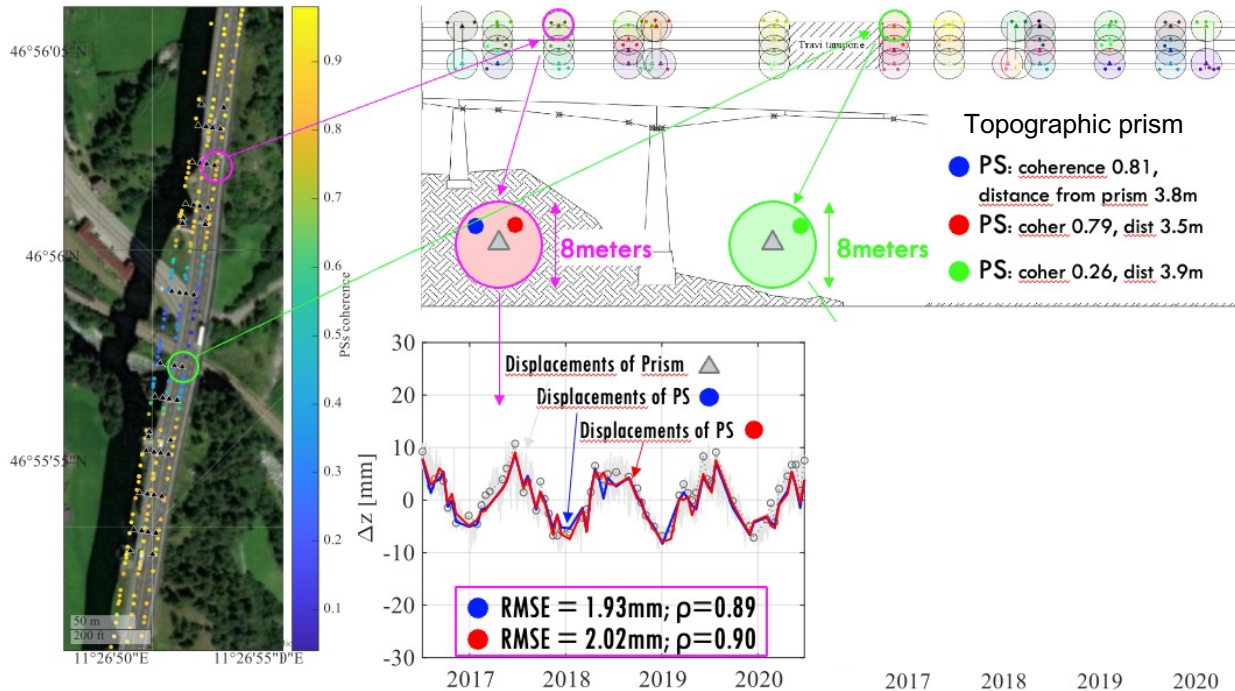 46°56'05"N
46°56'N
46°55'55"N
50 m
200 ft
11°26'50"E
11°26'55"E
0.9
0.8
0.7
0.6
0.5
0.4
0.3
0.2
0.1
PSs coherence
Travi tampone
Topographic prism
PS: coherence 0.81,
distance from prism 3.8m
PS: coher 0.79, dist 3.5m
PS: coher 0.26, dist 3.9m
8meters
8meters
30
20
10
0
-10
-20
-30
Δz [mm]
Displacements of Prism
Displacements of PS
Displacements of PS
RMSE = 1.93mm; ρ=0.89
RMSE = 2.02mm; ρ=0.90
2017 2018 2019 2020
2017 2018 2019 2020